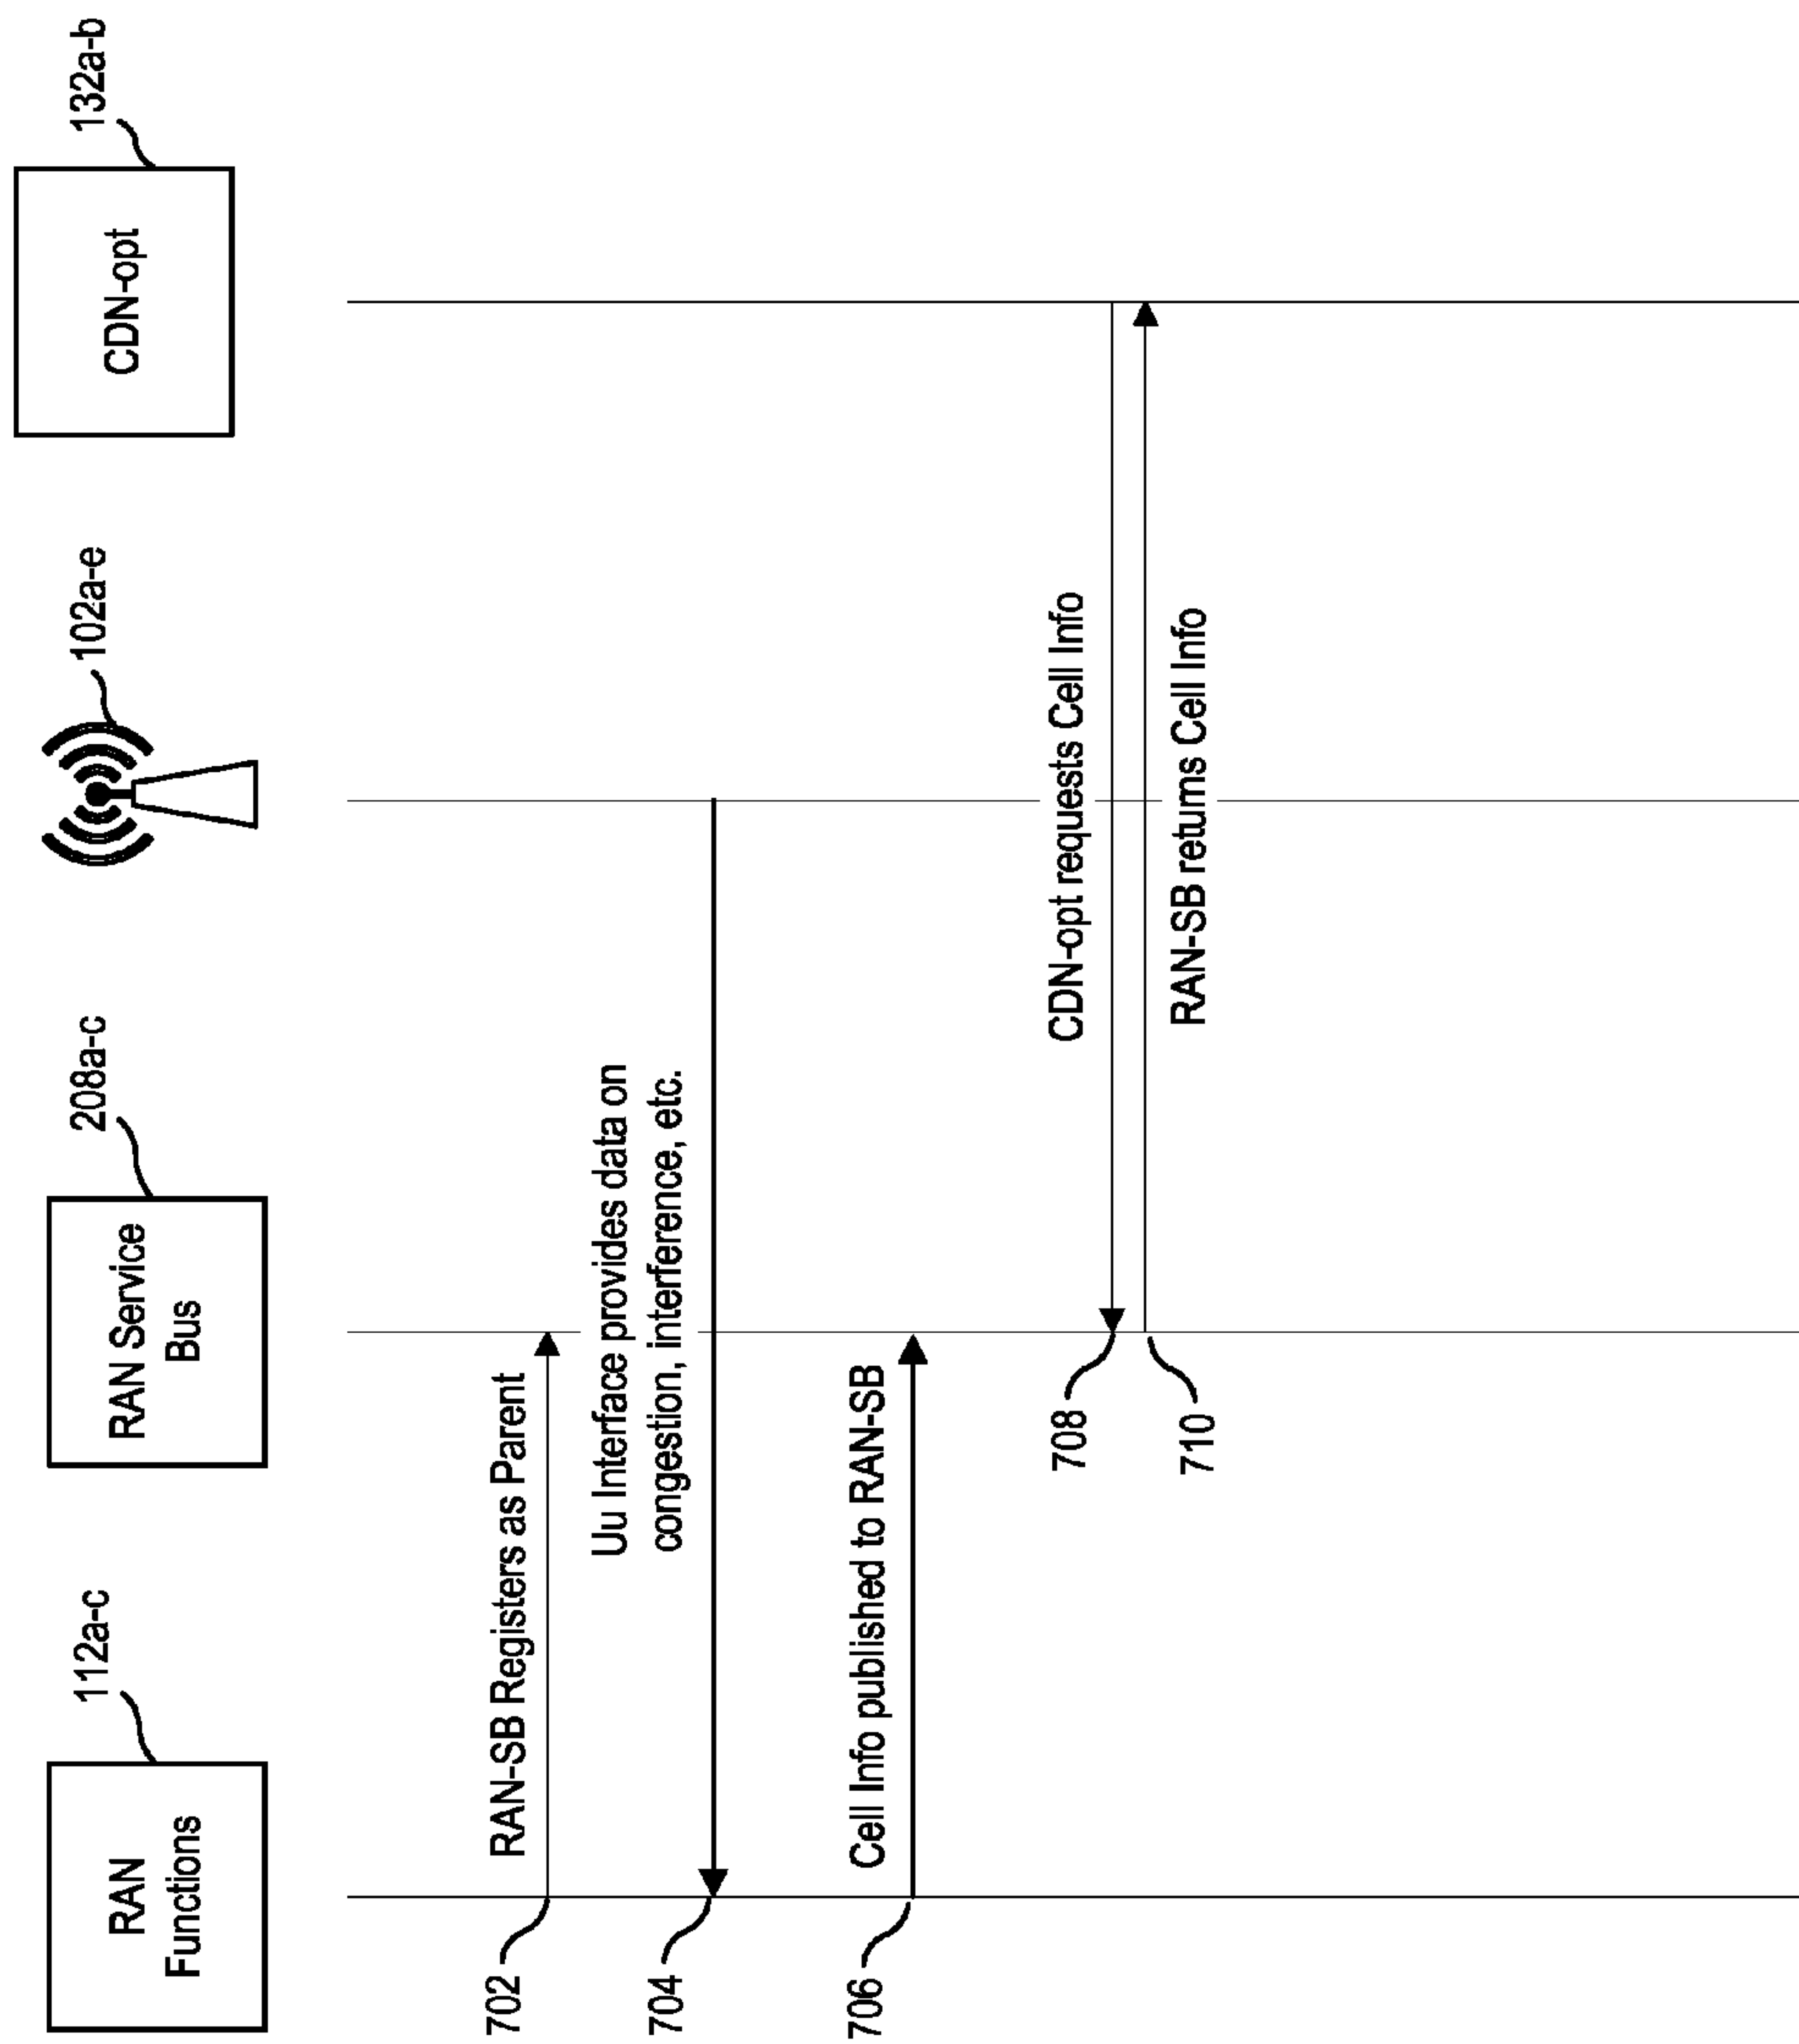 RAN
Functions
112a-c
RAN Service
Bus
208a-c
102a-e
CDN-opt
132a-b
702
RAN-SB Registers as Parent
704
Uu Interface provides data on
congestion, interference, etc.
706
Cell Info published to RAN-SB
708
CDN-opt requests Cell Info
710
RAN-SB returns Cell Info